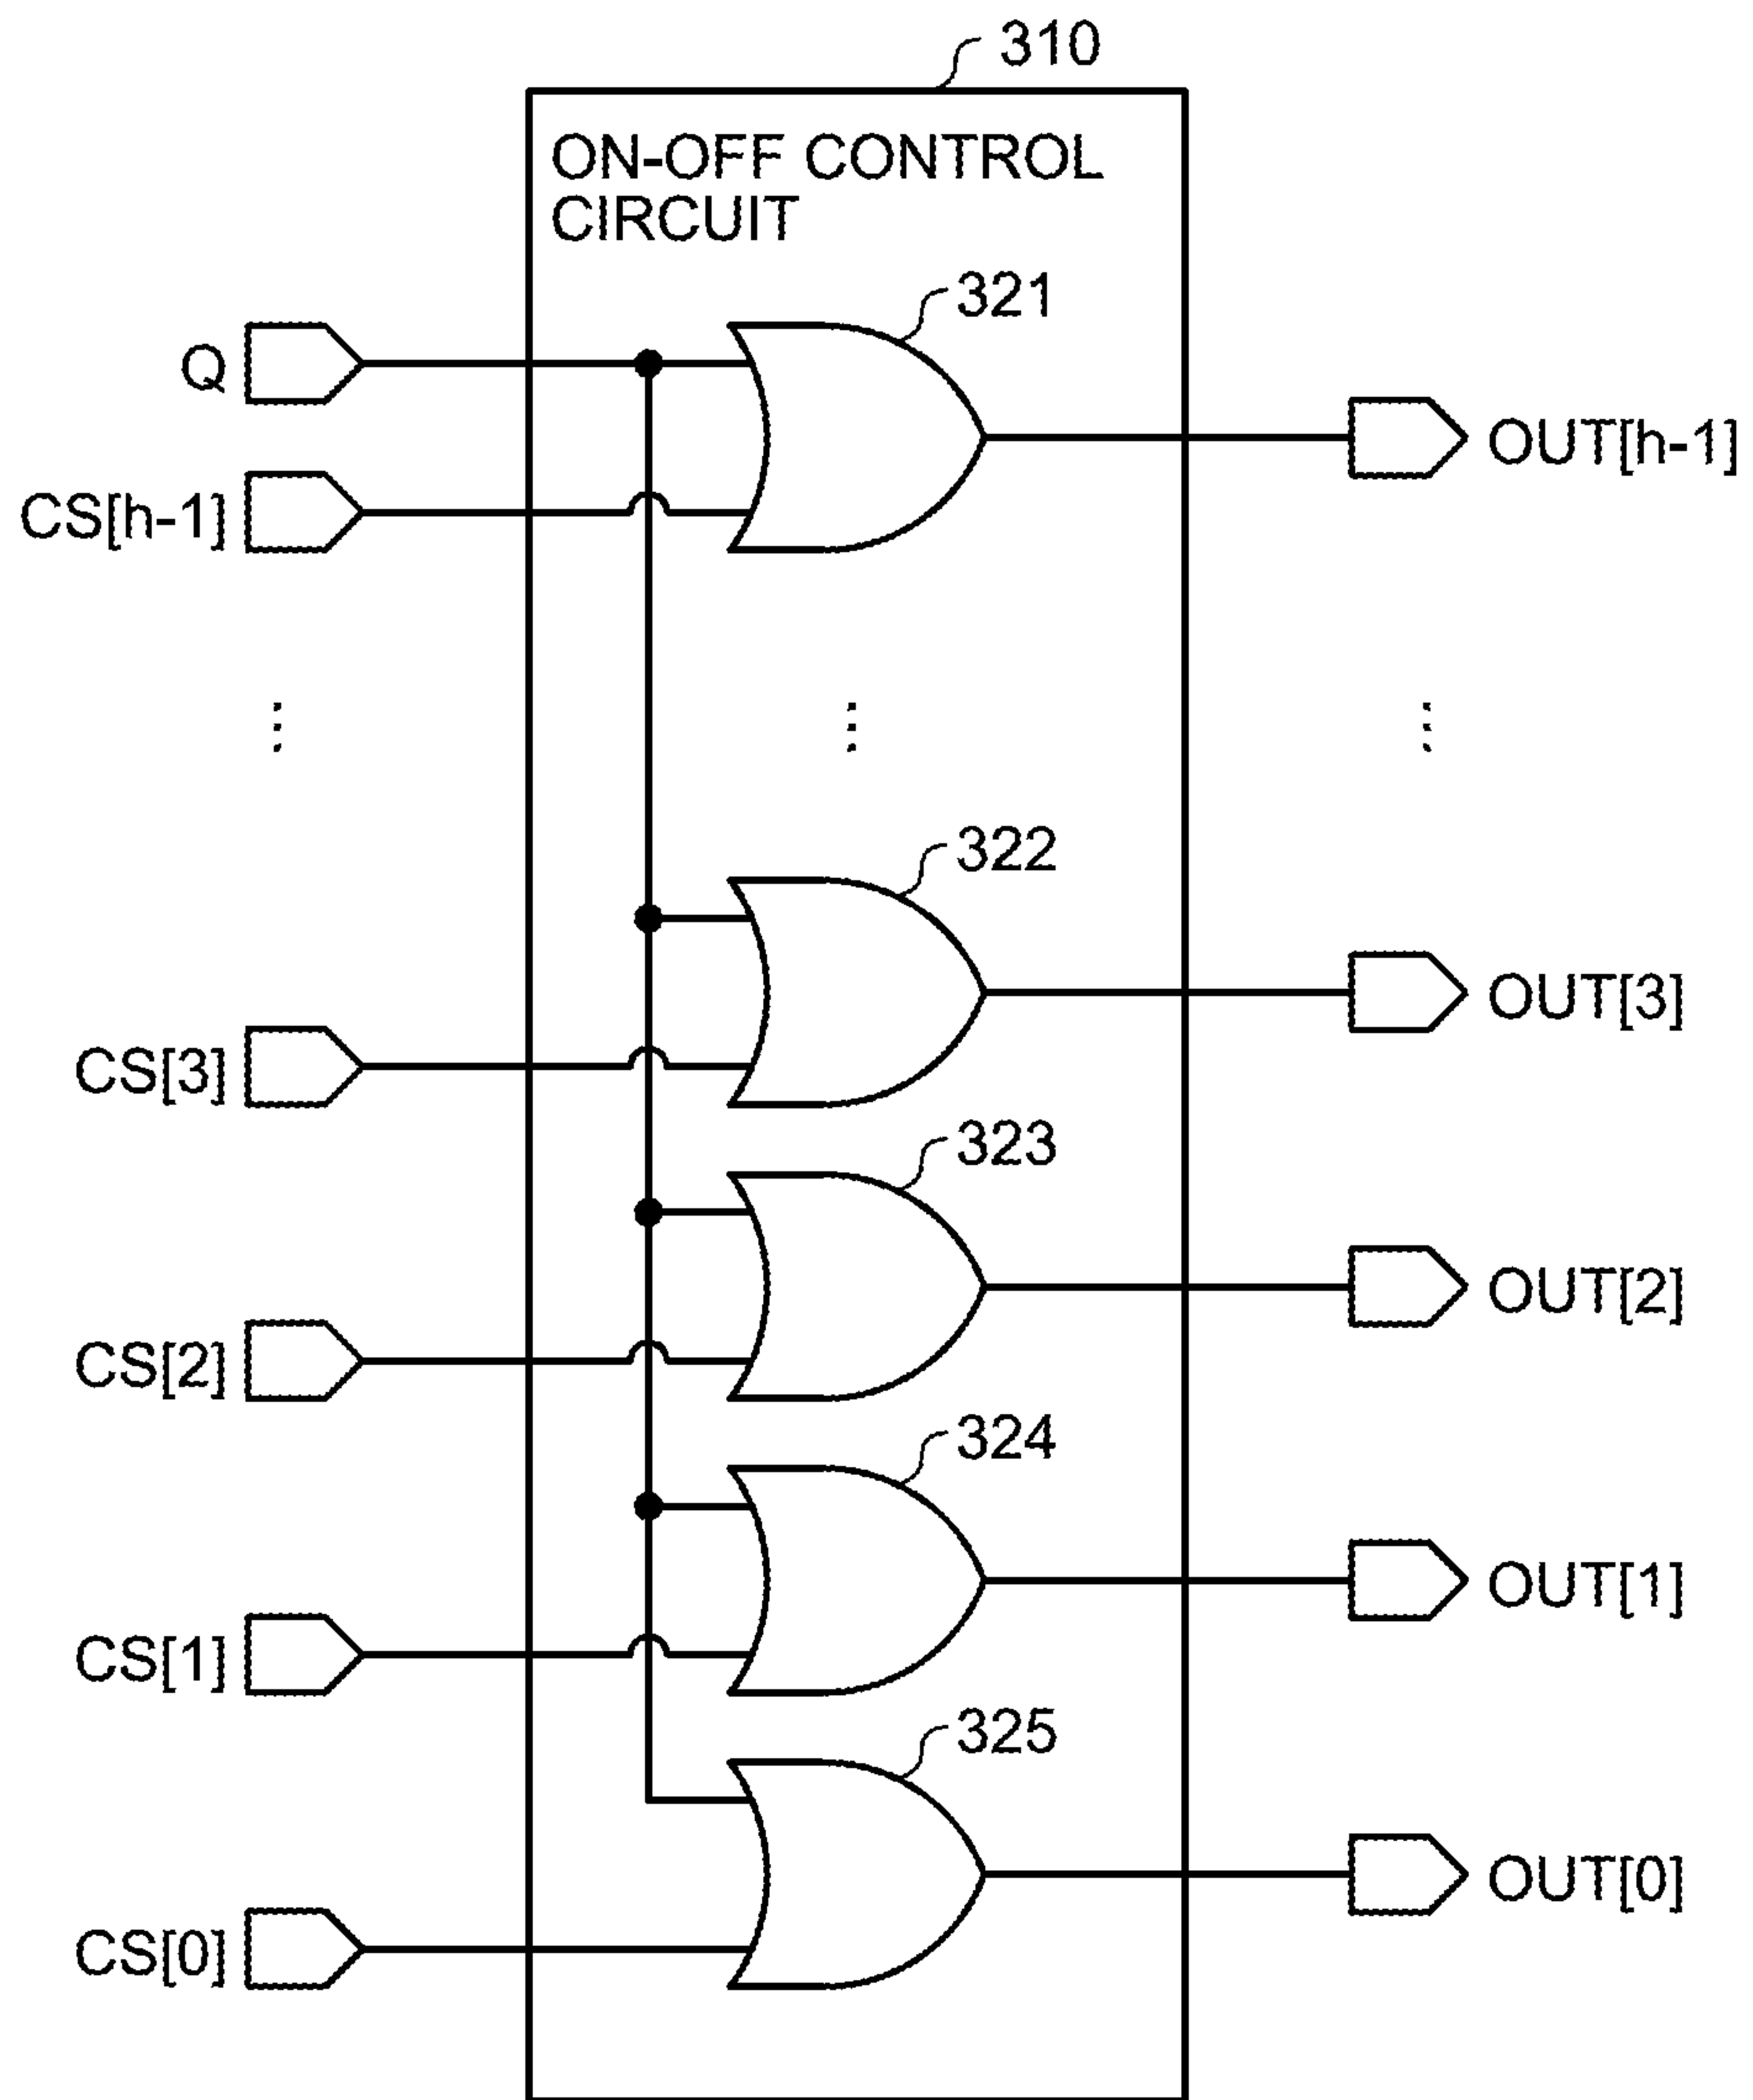 310
ON-OFF CONTROL
CIRCUIT
321
Q
OUT[h-1]
CS[h-1]
322
OUT[3]
CS[3]
323
OUT[2]
CS[2]
324
OUT[1]
CS[1]
325
OUT[0]
CS[0]